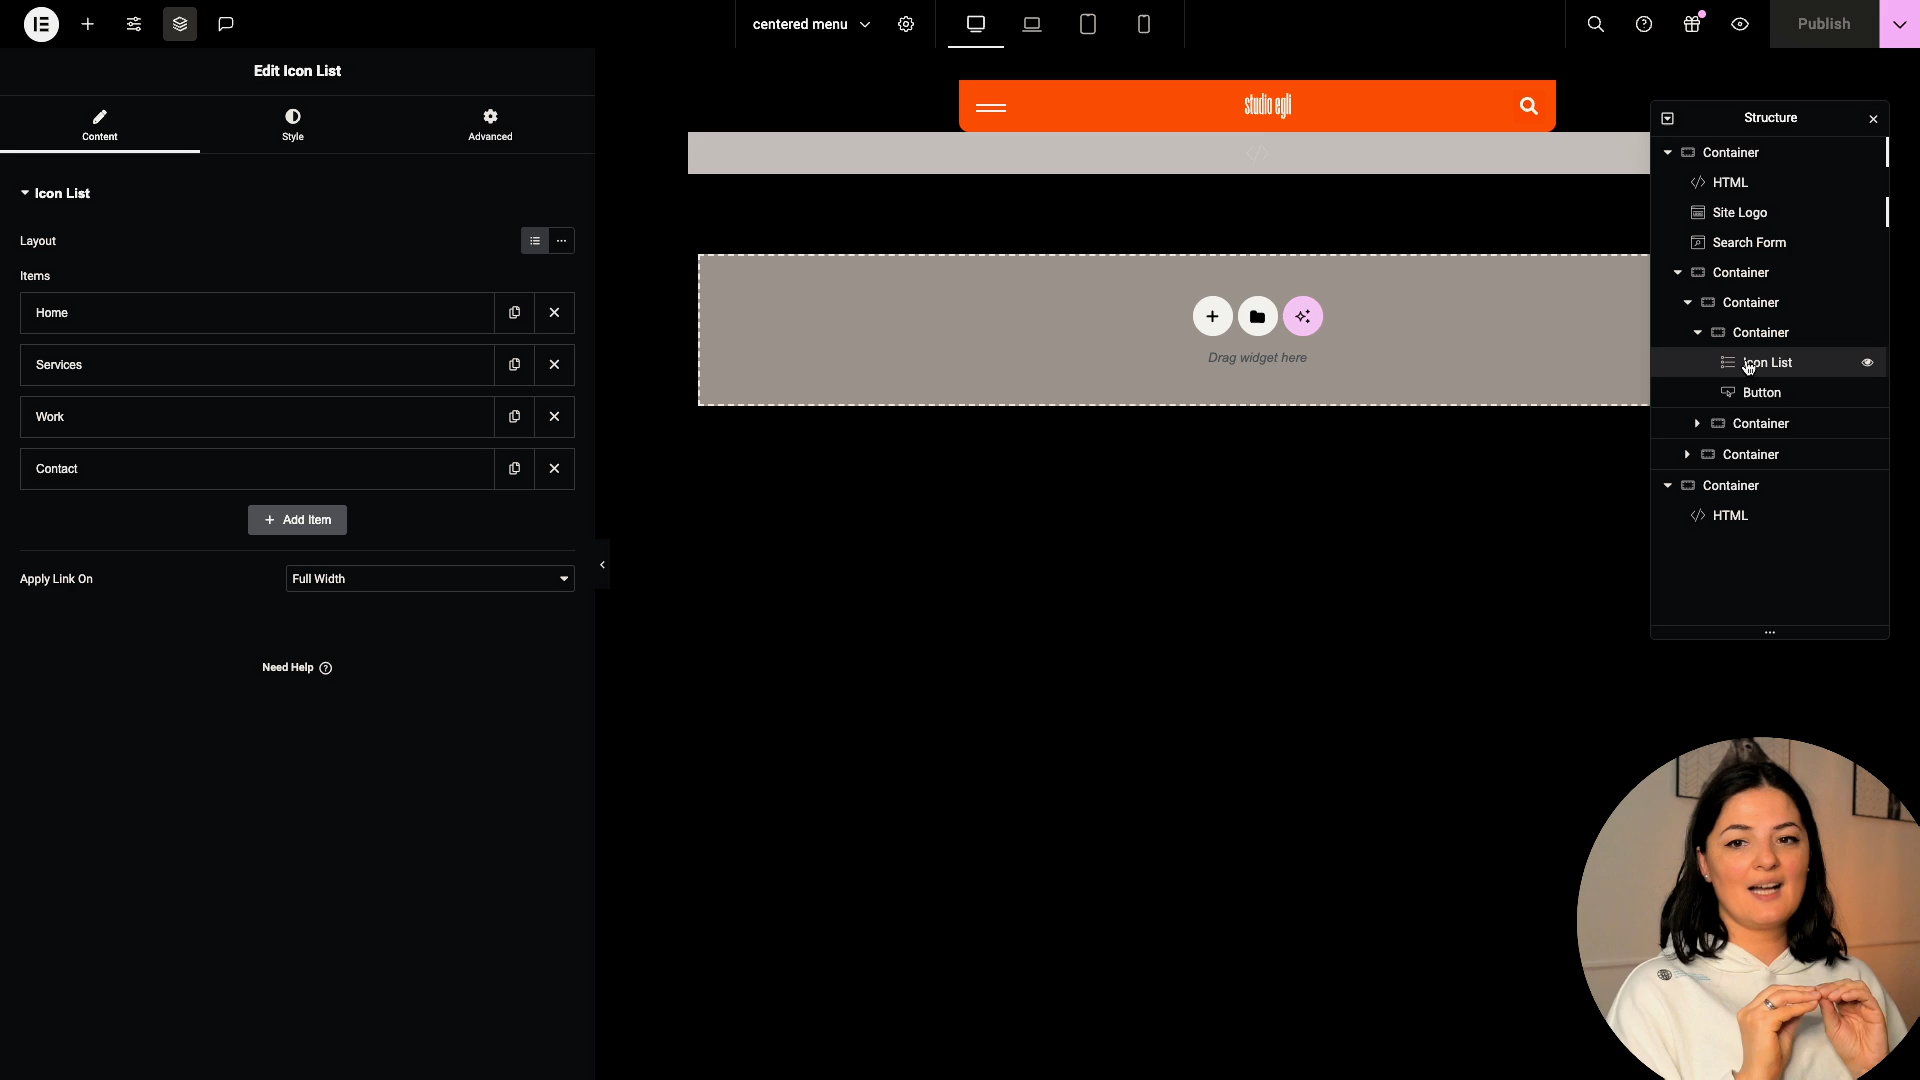 centered menu
Publish
Edit Icon List
Content
Style
Advanced
Icon List
Layout
Items
Home
Services
Work
Contact
Add Item
Apply Link On
Full Width
Need Help
studio egli
Drag widget here
Structure
Container
HTML
Site Logo
Search Form
Container
Container
Container
Icon List
Button
Container
Container
Container
HTML